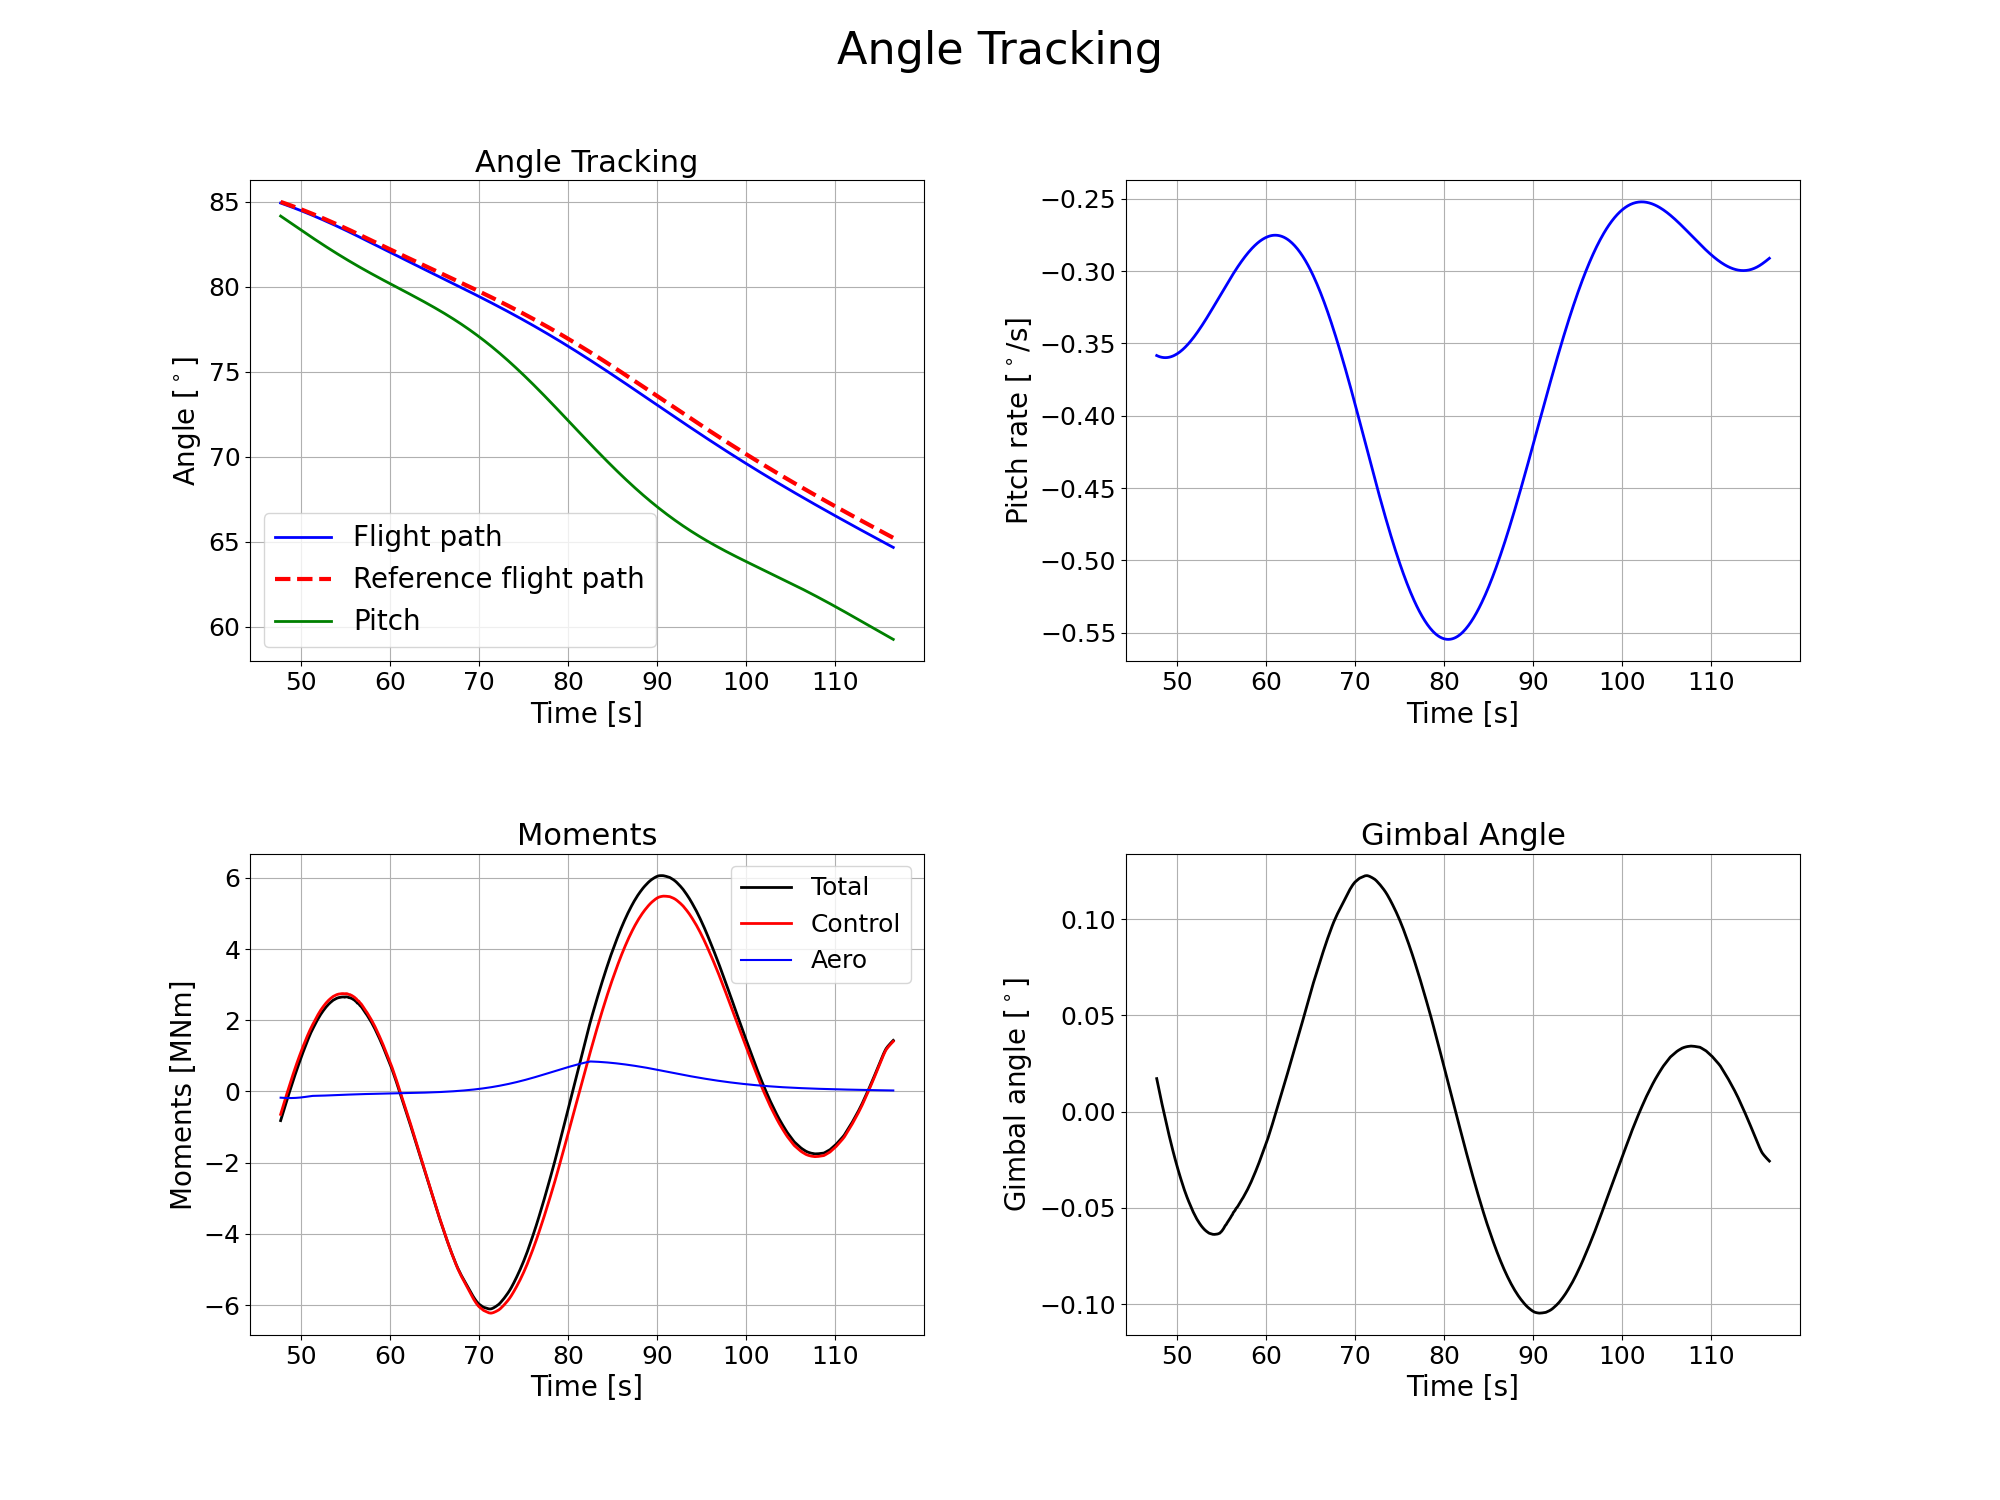 Angle Tracking
Angle Tracking
85
80
75
70
65
60
Angle [°]
Flight path
Reference flight path
Pitch
50 60 70 80 90 100 110
Time [s]
−0.25
−0.30
−0.35
−0.40
−0.45
−0.50
−0.55
Pitch rate [°/s]
50 60 70 80 90 100 110
Time [s]
Moments
6
4
2
0
−2
−4
−6
Moments [MNm]
Total
Control
Aero
50 60 70 80 90 100 110
Time [s]
Gimbal Angle
0.10
0.05
0.00
−0.05
−0.10
Gimbal angle [°]
50 60 70 80 90 100 110
Time [s]